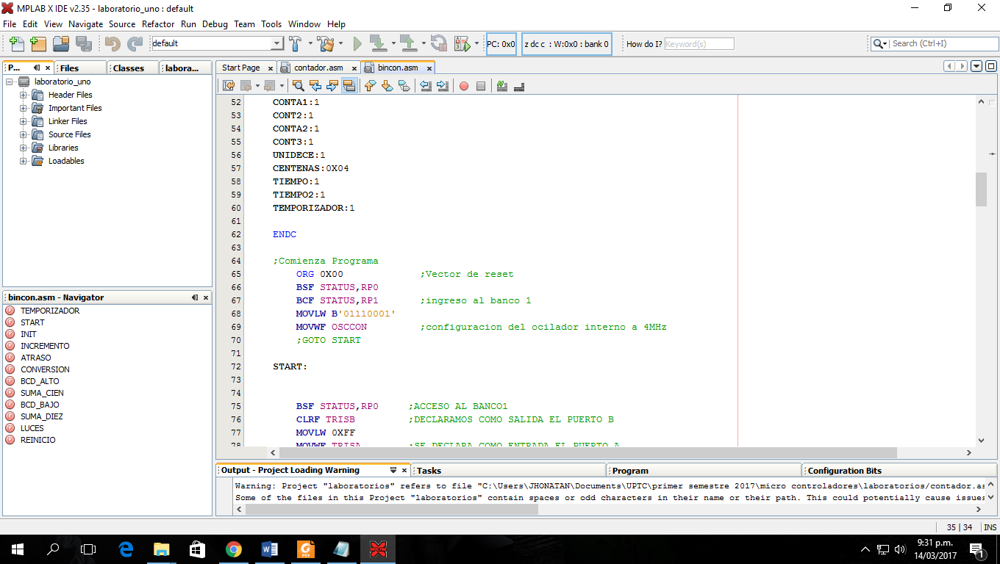 MPLAB X IDE v2.35 - laboratorio_uno : default
File Edit View Navigate Source Refactor Run Debug Team Tools Window Help
default
PC: 0x0
z dc c : W:0x0 : bank 0
How do I?
Keyword(s)
Search (Ctrl+I)
P...
Files
Classes
labora...
laboratorio_uno
Header Files
Important Files
Linker Files
Source Files
Libraries
Loadables
bincon.asm - Navigator
TEMPORIZADOR
START
INIT
INCREMENTO
ATRASO
CONVERSION
BCD_ALTO
SUMA_CIEN
BCD_BAJO
SUMA_DIEZ
LUCES
REINICIO
Start Page
contador.asm
bincon.asm
52 CONTA1:1
53 CONT2:1
54 CONTA2:1
55 CONT3:1
56 UNIDECE:1
57 CENTENAS:0X04
58 TIEMPO:1
59 TIEMPO2:1
60 TEMPORIZADOR:1
61
62 ENDC
63
64 ;Comienza Programa
65 ORG 0X00 ;Vector de reset
66 BSF STATUS,RP0
67 BCF STATUS,RP1 ;ingreso al banco 1
68 MOVLW B'01110001'
69 MOVWF OSCCON ;configuracion del ocilador interno a 4MHz
70 ;GOTO START
71
72 START:
73
74
75 BSF STATUS,RP0 ;ACCESO AL BANCO1
76 CLRF TRISB ;DECLARAMOS COMO SALIDA EL PUERTO B
77 MOVLW 0XFF
78 MOVWF TRISA ;SE DECLARA COMO ENTRADA EL PUERTO A
Output - Project Loading Warning
Tasks
Program
Configuration Bits
Warning: Project "laboratorios" refers to file "C:\Users\JHONATAN\Documents\UPTC\primer semestre 2017\micro controladores\laboratorios/contador.as
Some of the files in this Project "laboratorios" contain spaces or odd characters in their name or their path. This could potentially cause issues
35 | 34 INS
9:31 p.m.
14/03/2017
1